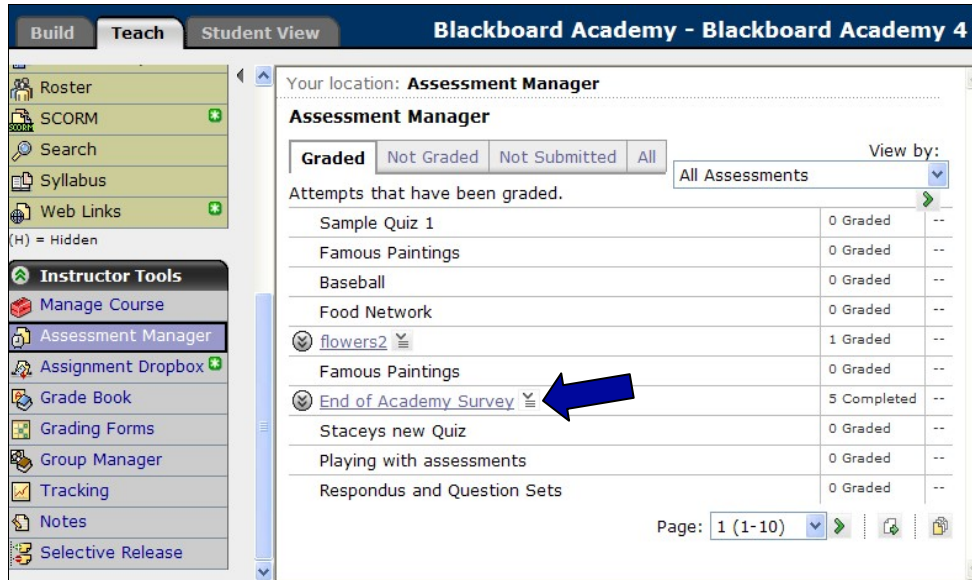 Build Teach Student View Blackboard Academy - Blackboard Academy 4
Roster
SCORM
Search
Syllabus
Web Links
(H) = Hidden
Instructor Tools
Manage Course
Assessment Manager
Assignment Dropbox
Grade Book
Grading Forms
Group Manager
Tracking
Notes
Selective Release
Your location: Assessment Manager
Assessment Manager
Graded Not Graded Not Submitted All
View by:
All Assessments
Attempts that have been graded.
Sample Quiz 1 0 Graded --
Famous Paintings 0 Graded --
Baseball 0 Graded --
Food Network 0 Graded --
flowers2 1 Graded --
Famous Paintings 0 Graded --
End of Academy Survey 5 Completed --
Staceys new Quiz 0 Graded --
Playing with assessments 0 Graded --
Respondus and Question Sets 0 Graded --
Page: 1 (1-10)